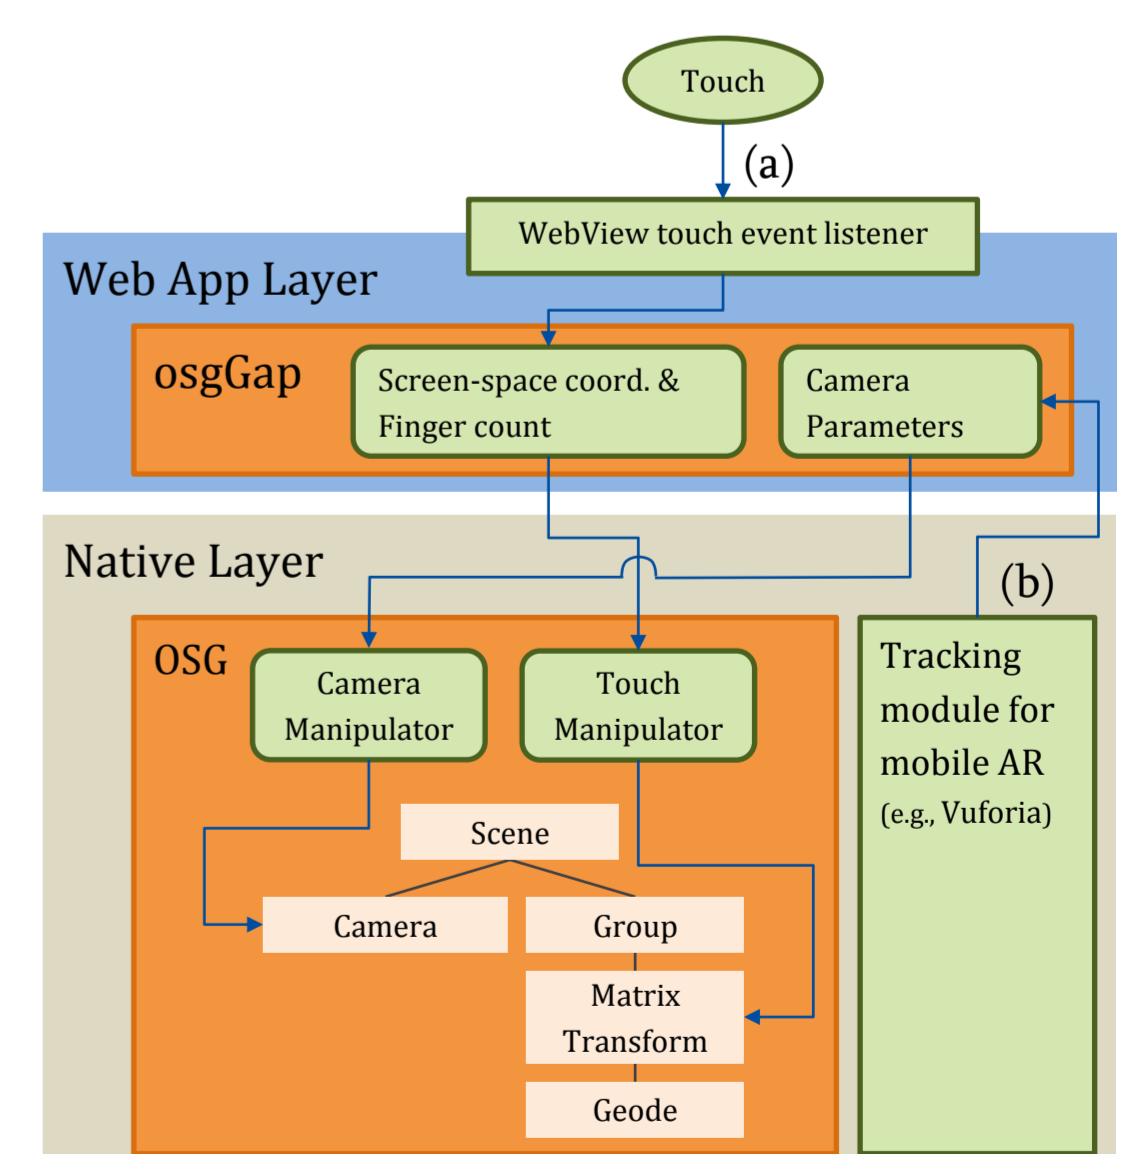 Touch
(a)
WebView touch event listener
Web App Layer
osgGap
Screen-space coord. &
Finger count
Camera
Parameters
Native Layer
(b)
OSG
Camera
Manipulator
Touch
Manipulator
Tracking
module for
mobile AR
(e.g., Vuforia)
Scene
Camera
Group
Matrix
Transform
Geode